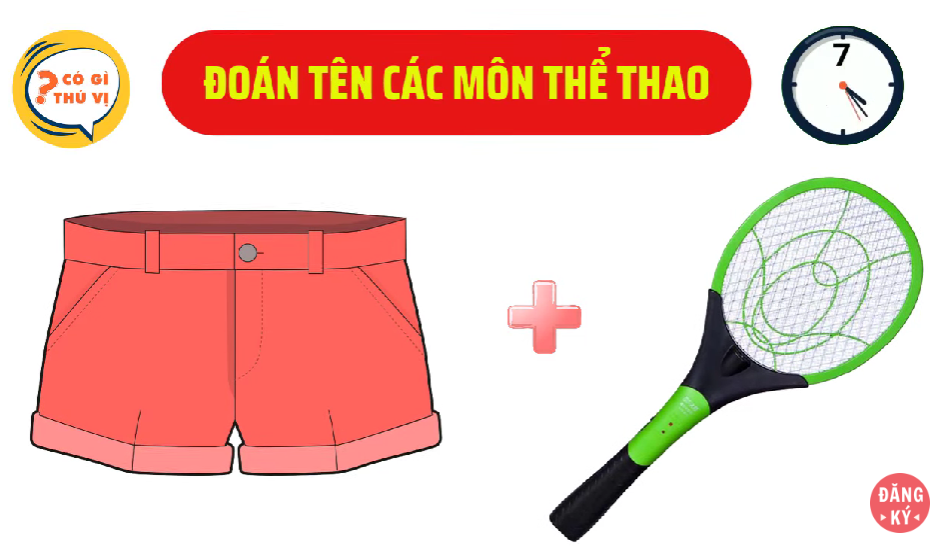 ? CÓ GÌ
THÚ VỊ
ĐOÁN TÊN CÁC MÔN THỂ THAO
7
ĐĂNG
KÝ